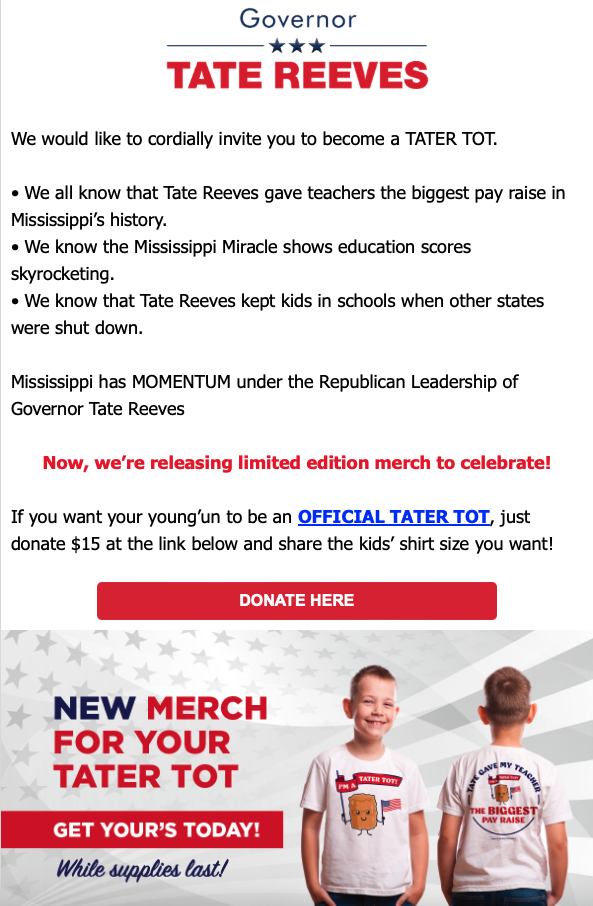 Governor
TATE REEVES
We would like to cordially invite you to become a TATER TOT.
• We all know that Tate Reeves gave teachers the biggest pay raise in
Mississippi’s history.
• We know the Mississippi Miracle shows education scores
skyrocketing.
• We know that Tate Reeves kept kids in schools when other states
were shut down.
Mississippi has MOMENTUM under the Republican Leadership of
Governor Tate Reeves
Now, we’re releasing limited edition merch to celebrate!
If you want your young’un to be an OFFICIAL TATER TOT, just
donate $15 at the link below and share the kids’ shirt size you want!
DONATE HERE
NEW MERCH
FOR YOUR
TATER TOT
GET YOUR'S TODAY!
While supplies last!
I'M A TATER TOT!
TATE GAVE MY TEACHER
THE BIGGEST
PAY RAISE